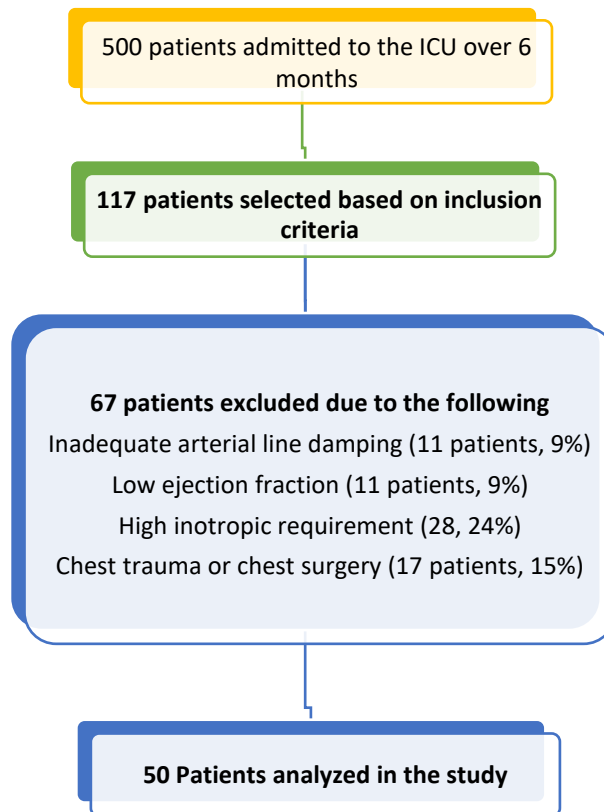 500 patients admitted to the ICU over 6
months
117 patients selected based on inclusion
criteria
67 patients excluded due to the following
Inadequate arterial line damping (11 patients, 9%)
Low ejection fraction (11 patients, 9%)
High inotropic requirement (28, 24%)
Chest trauma or chest surgery (17 patients, 15%)
50 Patients analyzed in the study